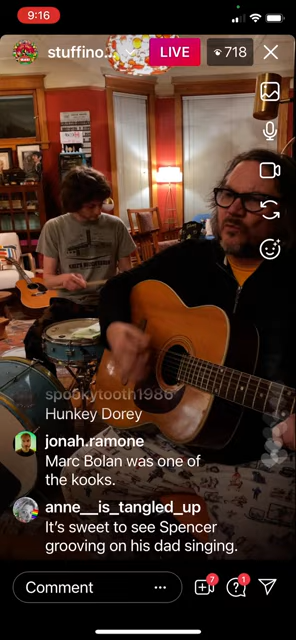 9:16
stuffino...
LIVE
718
spookytooth1986
Hunkey Dorey
jonah.ramone
Marc Bolan was one of
the kooks.
anne__is_tangled_up
It's sweet to see Spencer
grooving on his dad singing.
Comment
7
1